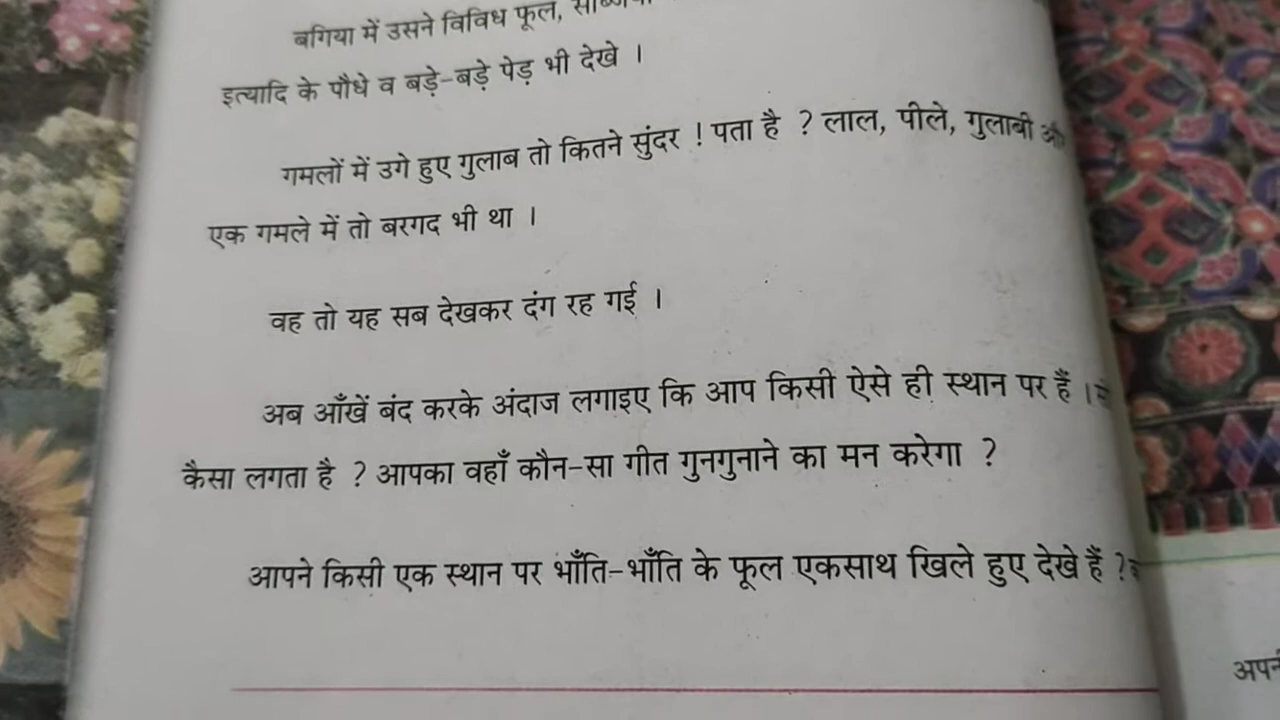 बगिया में उसने विविध फूल,
इत्यादि के पौधे व बड़े-बड़े पेड़ भी देखे ।
गमलों में उगे हुए गुलाब तो कितने सुंदर ! पता है ? लाल, पीले, गुलाबी
एक गमले में तो बरगद भी था ।
वह तो यह सब देखकर दंग रह गई ।
अब आँखें बंद करके अंदाज लगाइए कि आप किसी ऐसे ही स्थान पर हैं ।
कैसा लगता है ? आपका वहाँ कौन-सा गीत गुनगुनाने का मन करेगा ?
आपने किसी एक स्थान पर भाँति-भाँति के फूल एकसाथ खिले हुए देखे हैं ?